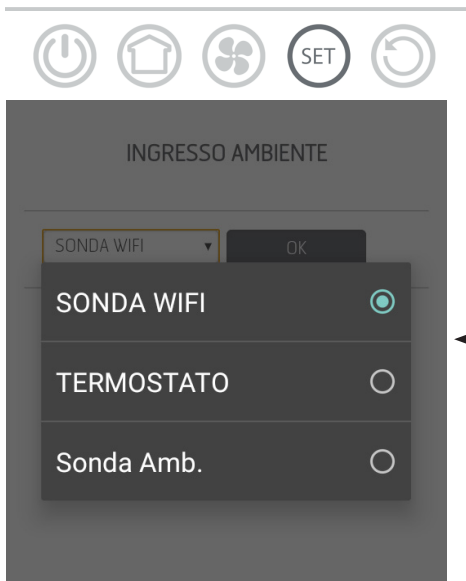 SET
INGRESSO AMBIENTE
SONDA WIFI OK
SONDA WIFI
TERMOSTATO
Sonda Amb.